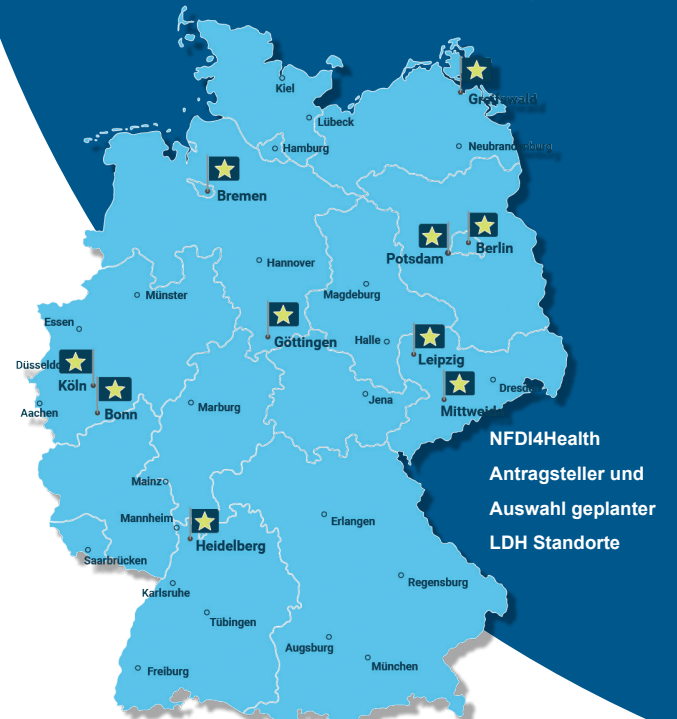 Kiel
Greifswald
Lübeck
Hamburg
Neubrandenburg
Bremen
Berlin
Potsdam
Hannover
Magdeburg
Münster
Essen
Göttingen
Halle
Leipzig
Düsseldo
Köln
Dresde
Aachen
Bonn
Marburg
Jena
Mittweida
NFDI4Health
Antragsteller und
Auswahl geplanter
LDH Standorte
Mainz
Mannheim
Erlangen
Heidelberg
Saarbrücken
Regensburg
Karlsruhe
Tübingen
Augsburg
München
Freiburg